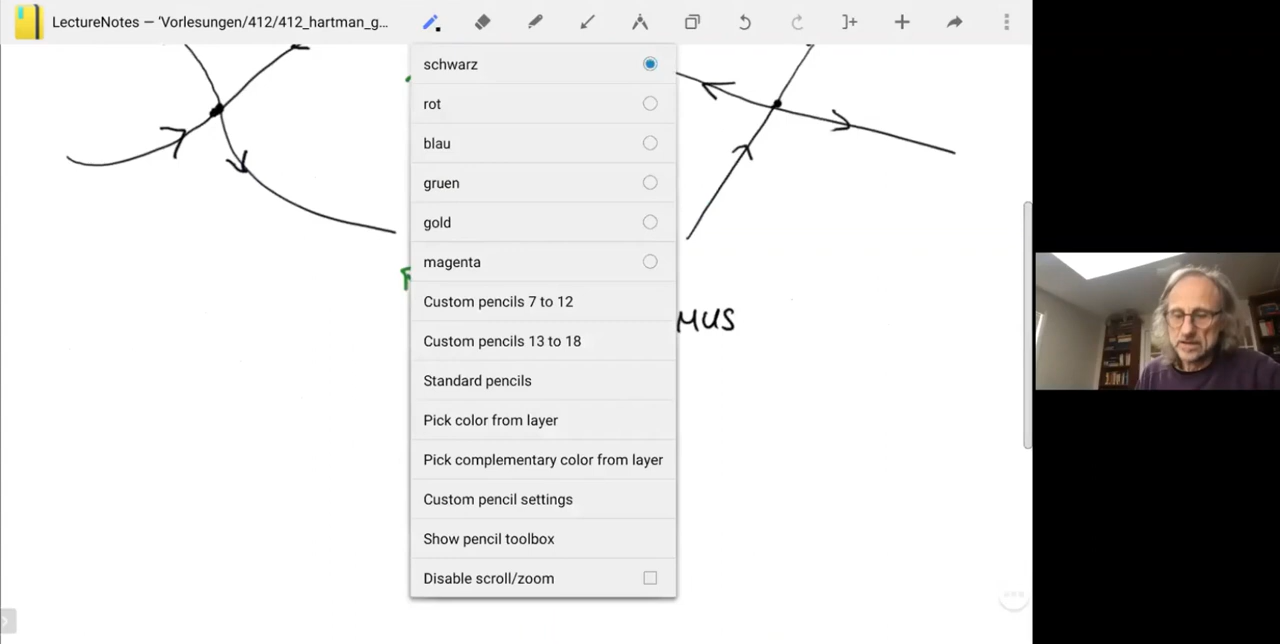 LectureNotes — 'Vorlesungen/412/412_hartman_g...
schwarz
rot
blau
gruen
gold
magenta
Custom pencils 7 to 12
MUS
Custom pencils 13 to 18
Standard pencils
Pick color from layer
Pick complementary color from layer
Custom pencil settings
Show pencil toolbox
Disable scroll/zoom